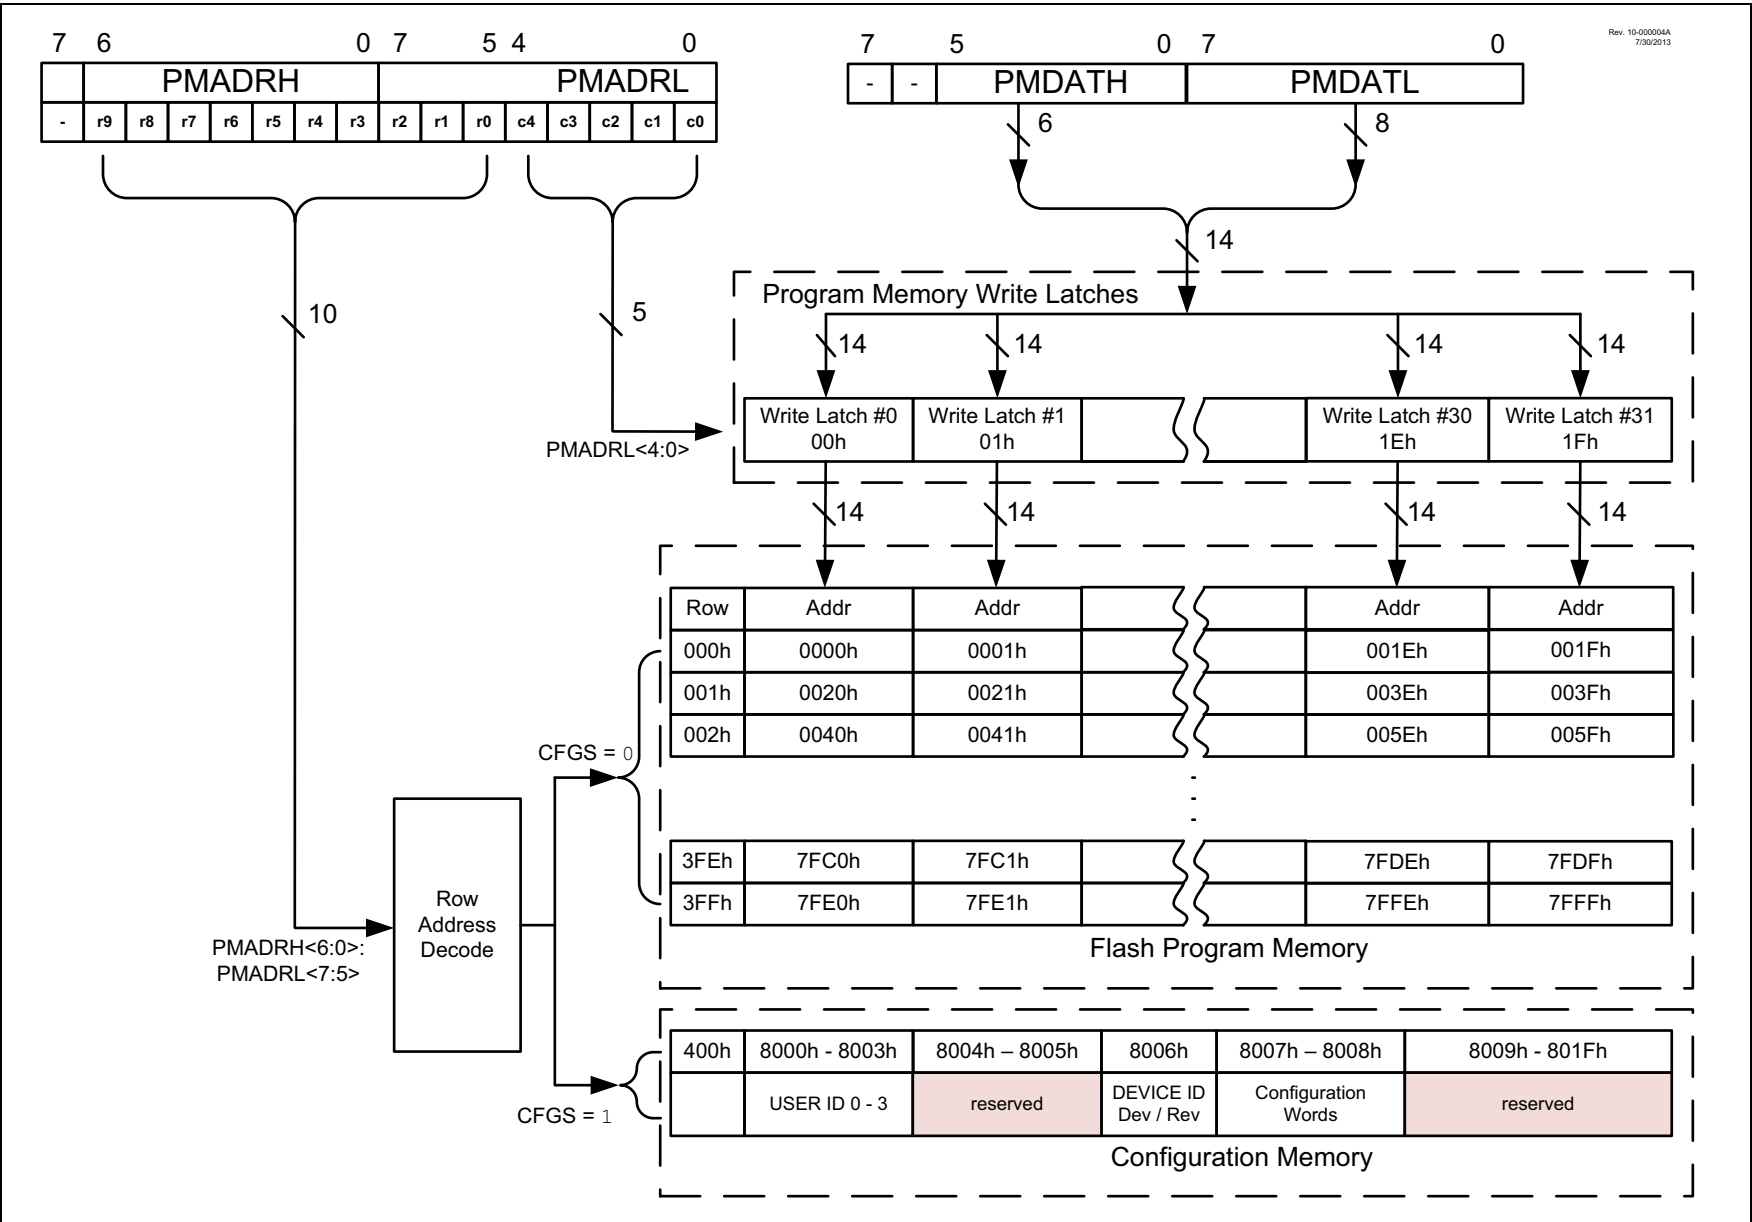 7 6 0 7 5 4 0
7 5 0 7 0
Rev. 10-000004A
7/30/2013
PMADRH PMADRL
- - PMDATH PMDATL
- r9 r8 r7 r6 r5 r4 r3 r2 r1 r0 c4 c3 c2 c1 c0
6 8
14
10
5
Program Memory Write Latches
14 14 14 14
Write Latch #0 Write Latch #1 Write Latch #30 Write Latch #31
00h 01h 1Eh 1Fh
PMADRL<4:0>
14 14 14 14
Row Addr Addr Addr Addr
000h 0000h 0001h 001Eh 001Fh
001h 0020h 0021h 003Eh 003Fh
002h 0040h 0041h 005Eh 005Fh
CFGS = 0
3FEh 7FC0h 7FC1h 7FDEh 7FDFh
3FFh 7FE0h 7FE1h 7FFEh 7FFFh
Row
Address
Decode
PMADRH<6:0>:
PMADRL<7:5>
Flash Program Memory
400h 8000h - 8003h 8004h – 8005h 8006h 8007h – 8008h 8009h - 801Fh
USER ID 0 - 3 reserved DEVICE ID Configuration reserved
Dev / Rev Words
CFGS = 1
Configuration Memory